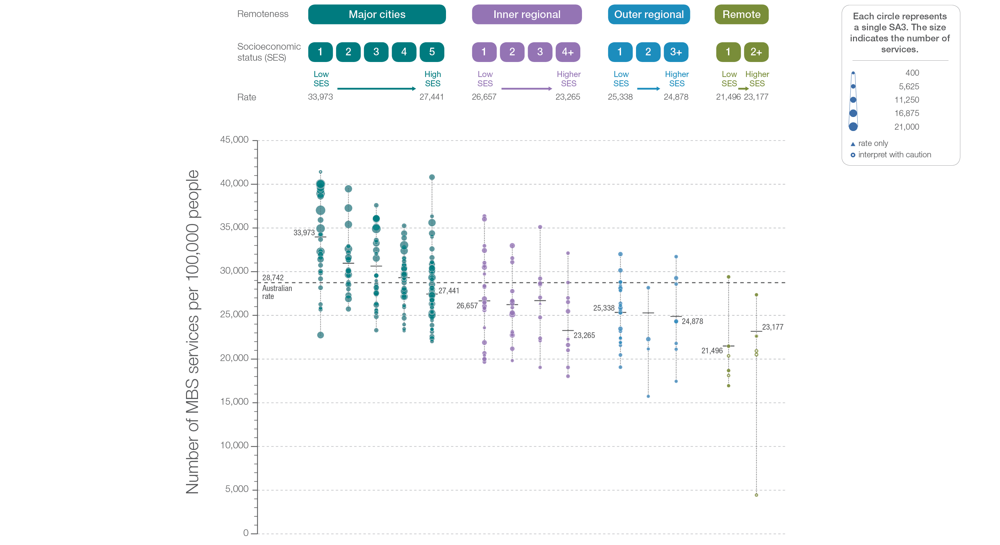 Remoteness
Major cities
Inner regional
Outer regional
Remote
Socioeconomic
status (SES)
1 2 3 4 5
1 2 3 4+
1 2 3+
1 2+
Low
SES
High
SES
Low
SES
Higher
SES
Low
SES
Higher
SES
Low
SES
Higher
SES
Rate
33,973 27,441 26,657 23,265 25,338 24,878 21,496 23,177
Each circle represents
a single SA3. The size
indicates the number of
services.
400
5,625
11,250
16,875
21,000
rate only
interpret with caution
Number of MBS services per 100,000 people
45,000
40,000
35,000
30,000
25,000
20,000
15,000
10,000
5,000
0
33,973
28,742
Australian
rate
27,441
26,657
23,265
25,338
24,878
21,496
23,177